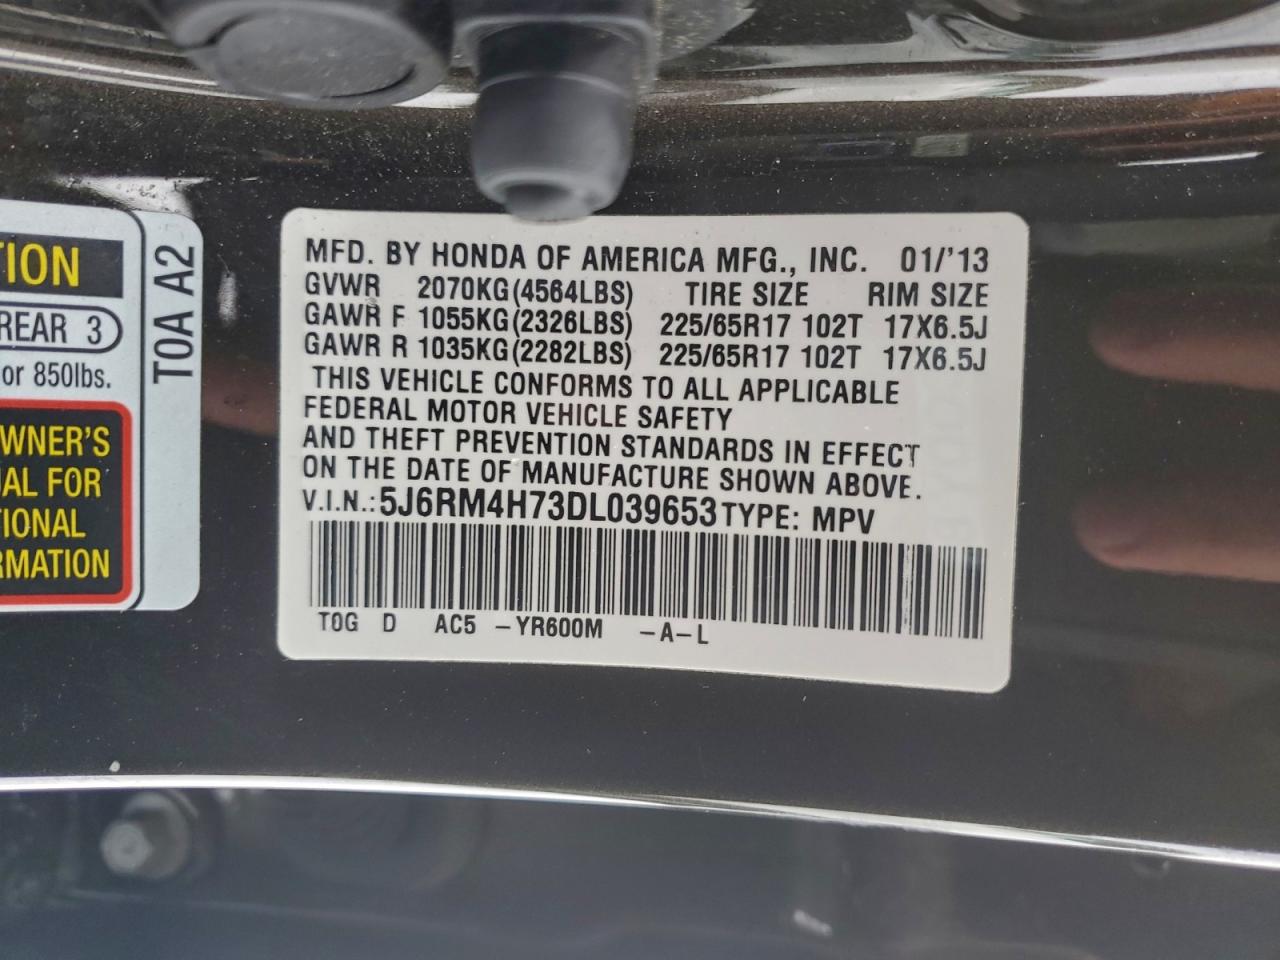 TION
REAR 3
or 850lbs.
WNER'S
AL FOR
TIONAL
RMATION
T0A A2
MFD. BY HONDA OF AMERICA MFG., INC. 01/'13
GVWR 2070KG(4564LBS) TIRE SIZE RIM SIZE
GAWR F 1055KG(2326LBS) 225/65R17 102T 17X6.5J
GAWR R 1035KG(2282LBS) 225/65R17 102T 17X6.5J
THIS VEHICLE CONFORMS TO ALL APPLICABLE
FEDERAL MOTOR VEHICLE SAFETY
AND THEFT PREVENTION STANDARDS IN EFFECT
ON THE DATE OF MANUFACTURE SHOWN ABOVE.
V.I.N.: 5J6RM4H73DL039653 TYPE: MPV
T0G D AC5 -YR600M -A-L